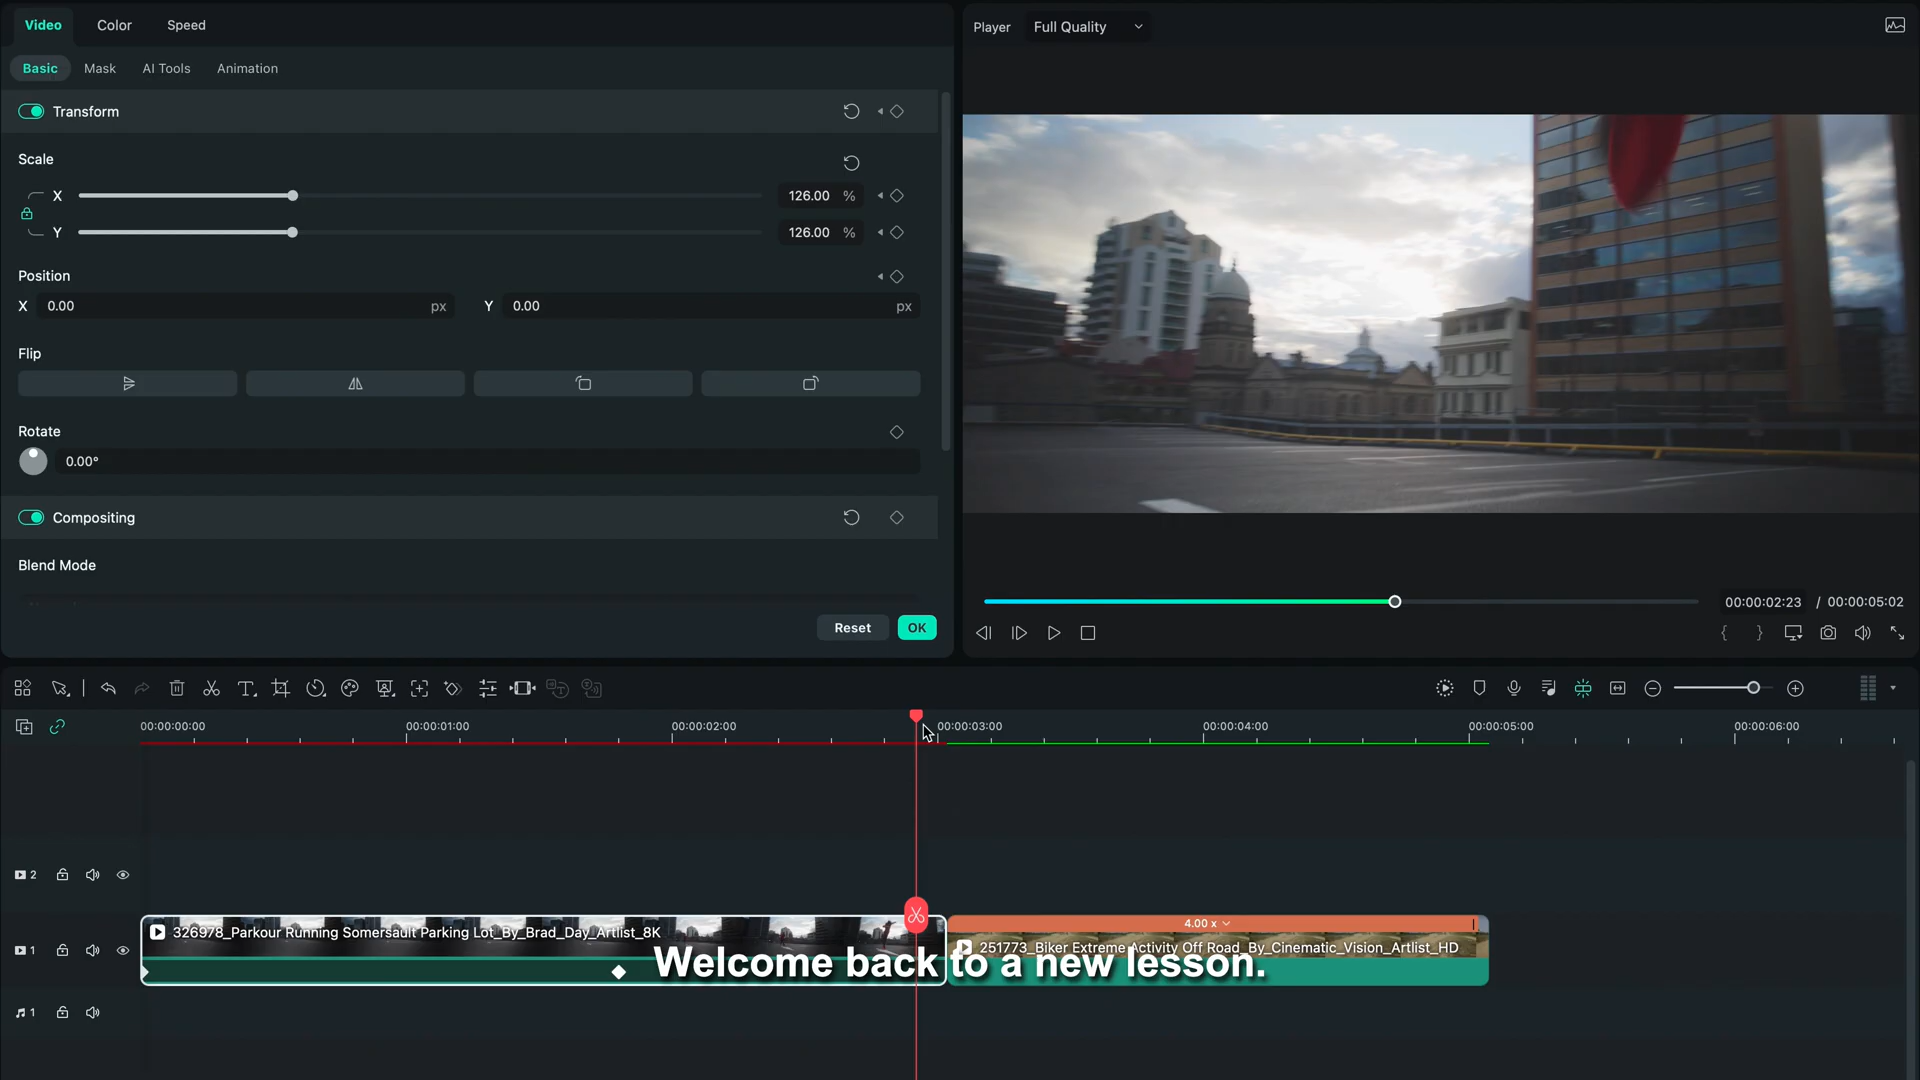 Video Color Speed
Player Full Quality
Basic Mask AI Tools Animation
Transform
Scale
X 126.00 %
Y 126.00 %
Position
X 0.00 px Y 0.00 px
Flip
Rotate
0.00°
Compositing
Blend Mode
00:00:02:23 / 00:00:05:02
Reset OK
00:00:00:00 00:00:01:00 00:00:02:00 00:00:03:00 00:00:04:00 00:00:05:00 00:00:06:00
2
4.00 x
326978_Parkour Running Somersault Parking Lot_By_Brad_Day_Artlist_8K
251773_Biker Extreme Activity Off Road_By_Cinematic_Vision_Artlist_HD
1
Welcome back to a new lesson.
1